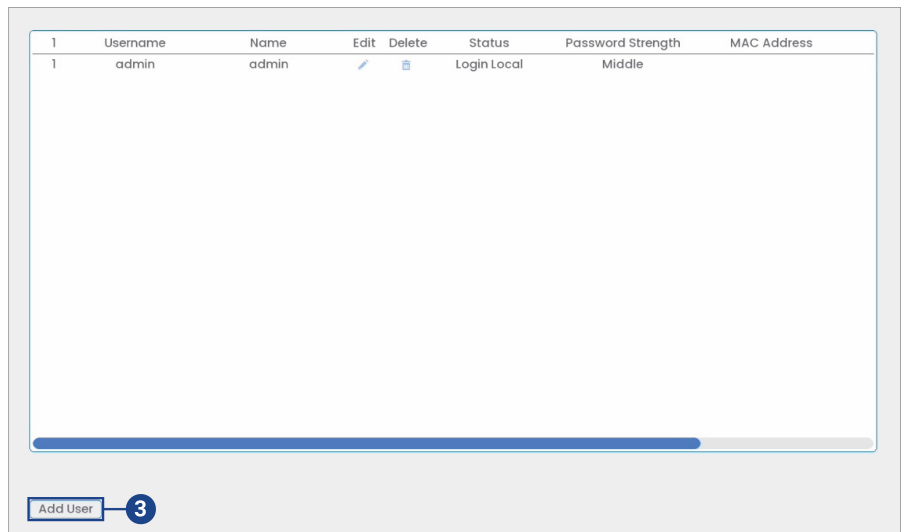 1 Username Name Edit Delete Status Password Strength MAC Address
1 admin admin Login Local Middle
Add User 3